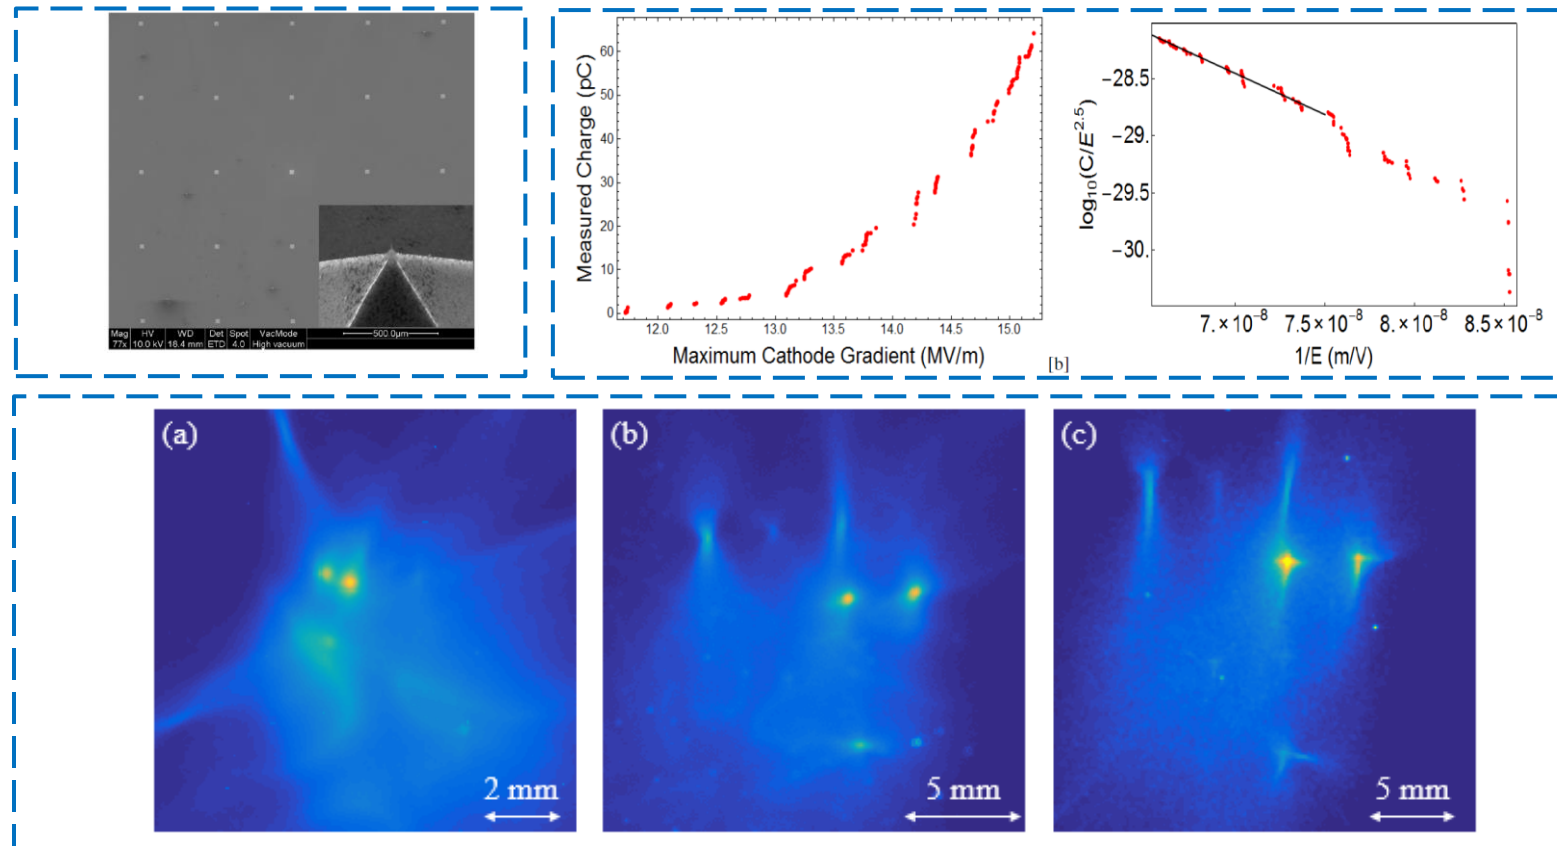 Mag HV WD Det Spot VacMode
77x 10.0 kV 16.4 mm ETD 4.0 High vacuum
500.0µm
Measured Charge (pC)
60
50
40
30
20
10
0
12.0 12.5 13.0 13.5 14.0 14.5 15.0
Maximum Cathode Gradient (MV/m)
[b]
log₁₀(C/E^2.5)
-28.5
-29
-29.5
-30.
7.×10⁻⁸ 7.5×10⁻⁸ 8.×10⁻⁸ 8.5×10⁻⁸
1/E (m/V)
(a)
2 mm
(b)
5 mm
(c)
5 mm